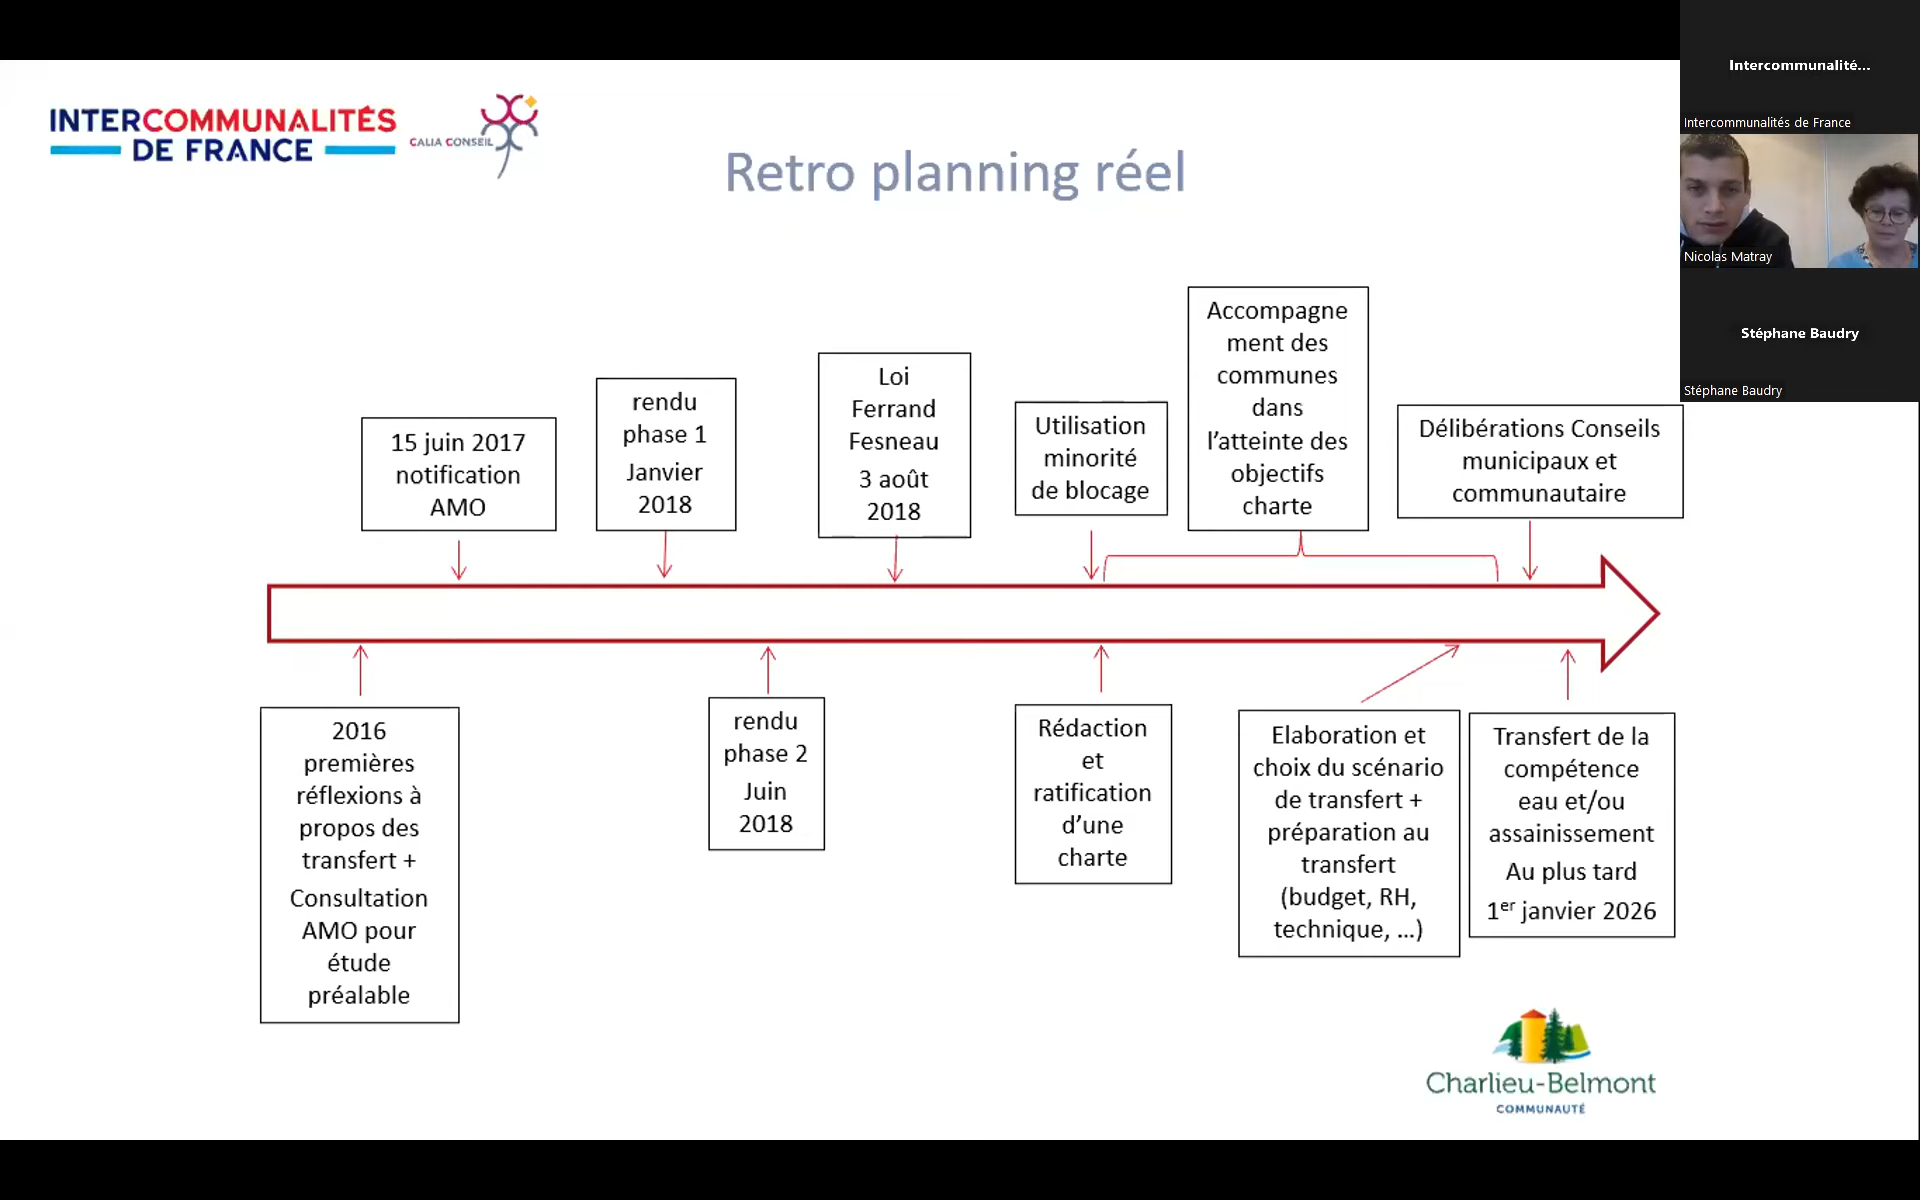 INTERCOMMUNALITÉS
DE FRANCE
CALIA CONSEIL
Retro planning réel
Intercommunalité...
Intercommunalités de France
Nicolas Matray
Stéphane Baudry
Stéphane Baudry
15 juin 2017
notification
AMO
rendu
phase 1
Janvier
2018
Loi
Ferrand
Fesneau
3 août
2018
Utilisation
minorité
de blocage
Accompagne
ment des
communes
dans
l’atteinte des
objectifs
charte
Délibérations Conseils
municipaux et
communautaire
2016
premières
réflexions à
propos des
transfert +
Consultation
AMO pour
étude
préalable
rendu
phase 2
Juin
2018
Rédaction
et
ratification
d’une
charte
Elaboration et
choix du scénario
de transfert +
préparation au
transfert
(budget, RH,
technique, ...)
Transfert de la
compétence
eau et/ou
assainissement
Au plus tard
1er janvier 2026
Charlieu-Belmont
COMMUNAUTÉ